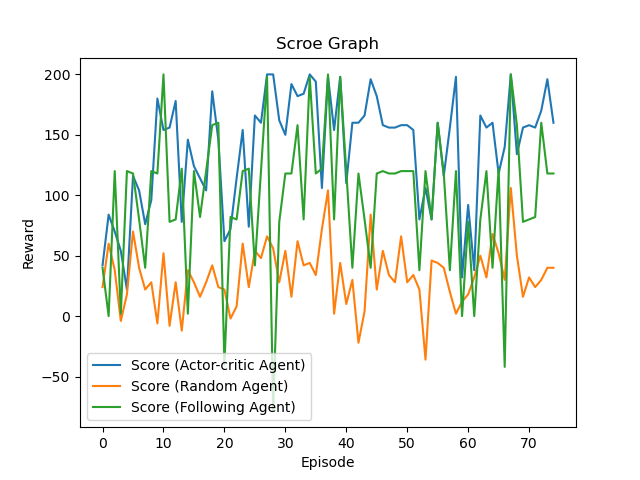 Scroe Graph
Reward
200
150
100
50
0
−50
Score (Actor-critic Agent)
Score (Random Agent)
Score (Following Agent)
0 10 20 30 40 50 60 70
Episode